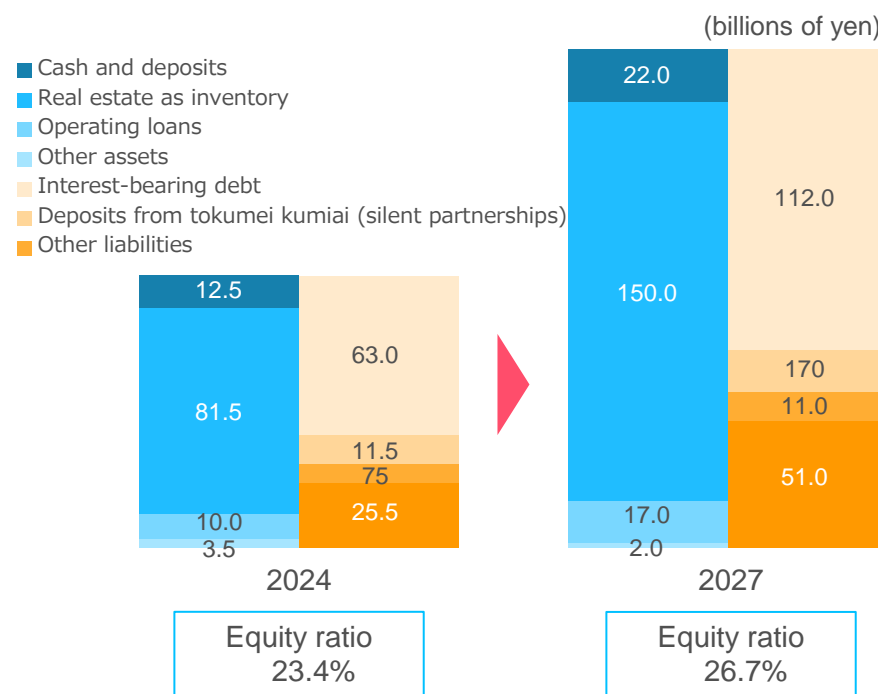 (billions of yen)
Cash and deposits
Real estate as inventory
Operating loans
Other assets
Interest-bearing debt
Deposits from tokumei kumiai (silent partnerships)
Other liabilities
12.5
81.5
10.0
3.5
63.0
11.5
75
25.5
22.0
150.0
17.0
2.0
112.0
170
11.0
51.0
2024
2027
Equity ratio
23.4%
Equity ratio
26.7%